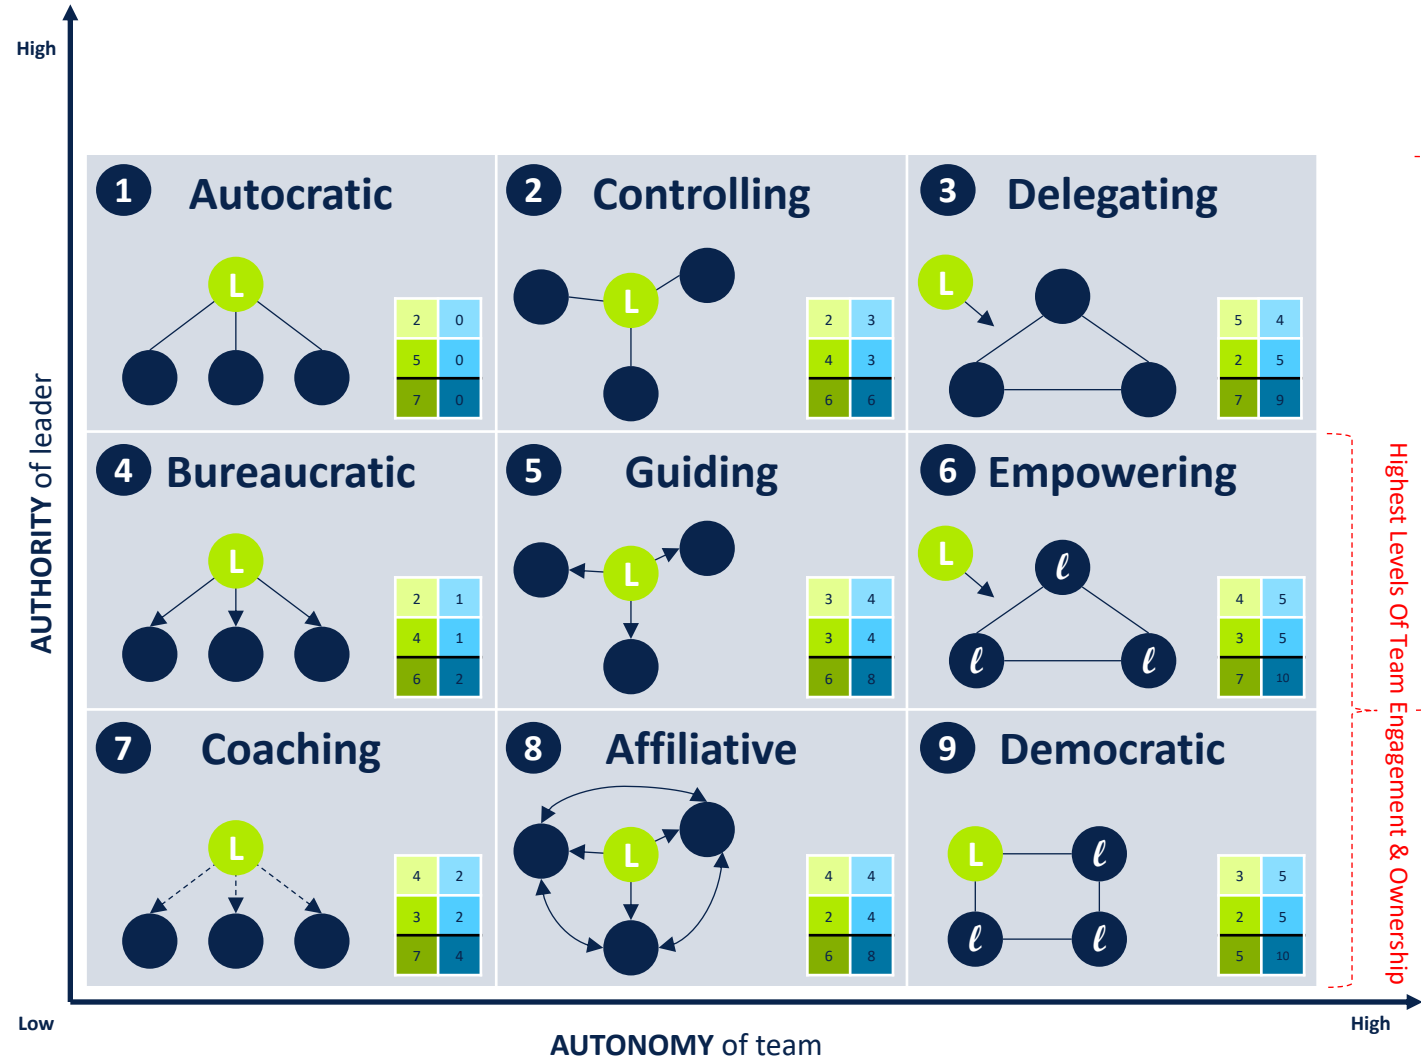 High
AUTHORITY of leader
Low
1 Autocratic
L
2 0
5 0
7 0
2 Controlling
L
2 3
4 3
6 6
3 Delegating
L
5 4
2 5
7 9
4 Bureaucratic
L
2 1
4 1
6 2
5 Guiding
L
3 4
3 4
6 8
6 Empowering
L
ℓ
ℓ ℓ
4 5
3 5
7 10
7 Coaching
L
4 2
3 2
7 4
8 Affiliative
L
4 4
2 4
6 8
9 Democratic
L ℓ
ℓ ℓ
3 5
2 5
5 10
Highest Levels Of Team Engagement & Ownership
High
AUTONOMY of team